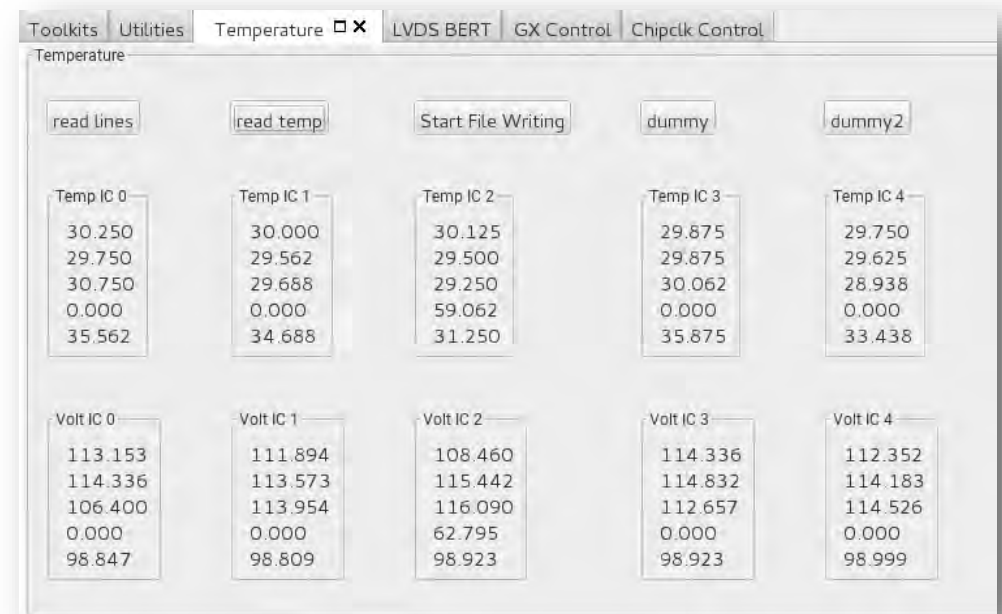 Toolkits Utilities Temperature LVDS BERT GX Control Chipclk Control
Temperature
read lines read temp Start File Writing dummy dummy2
Temp IC 0 Temp IC 1 Temp IC 2 Temp IC 3 Temp IC 4
30.250 30.000 30.125 29.875 29.750
29.750 29.562 29.500 29.875 29.625
30.750 29.688 29.250 30.062 28.938
0.000 0.000 59.062 0.000 0.000
35.562 34.688 31.250 35.875 33.438
Volt IC 0 Volt IC 1 Volt IC 2 Volt IC 3 Volt IC 4
113.153 111.894 108.460 114.336 112.352
114.336 113.573 115.442 114.832 114.183
106.400 113.954 116.090 112.657 114.526
0.000 0.000 62.795 0.000 0.000
98.847 98.809 98.923 98.923 98.999